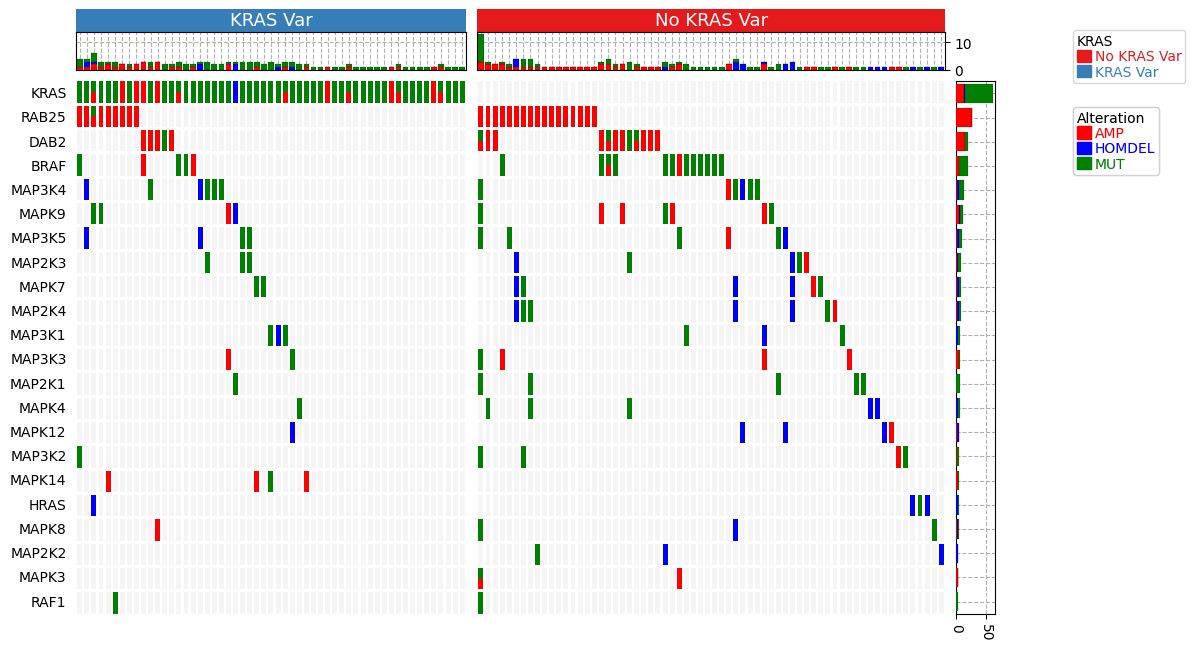 KRAS Var
No KRAS Var
10
0
KRAS
No KRAS Var
KRAS Var
Alteration
AMP
HOMDEL
MUT
KRAS
RAB25
DAB2
BRAF
MAP3K4
MAPK9
MAP3K5
MAP2K3
MAPK7
MAP2K4
MAP3K1
MAP3K3
MAP2K1
MAPK4
MAPK12
MAP3K2
MAPK14
HRAS
MAPK8
MAP2K2
MAPK3
RAF1
0
50